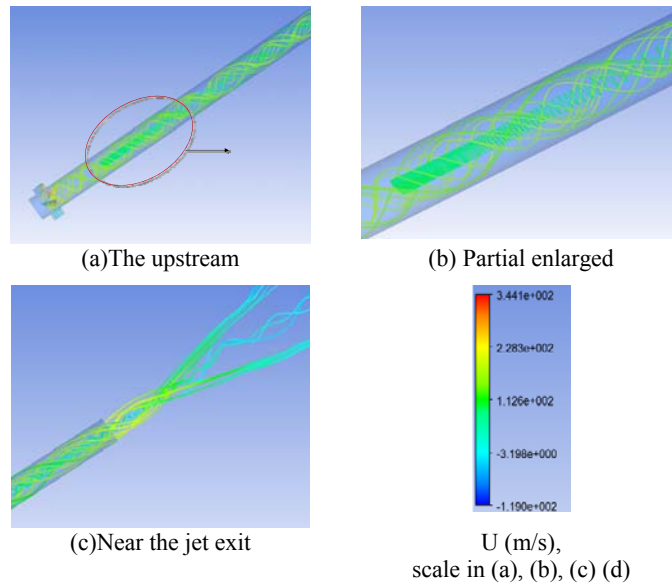 (a)The upstream
(b) Partial enlarged
3.441e+002
2.283e+002
1.126e+002
-3.198e+000
-1.190e+002
(c)Near the jet exit
U (m/s),
scale in (a), (b), (c) (d)